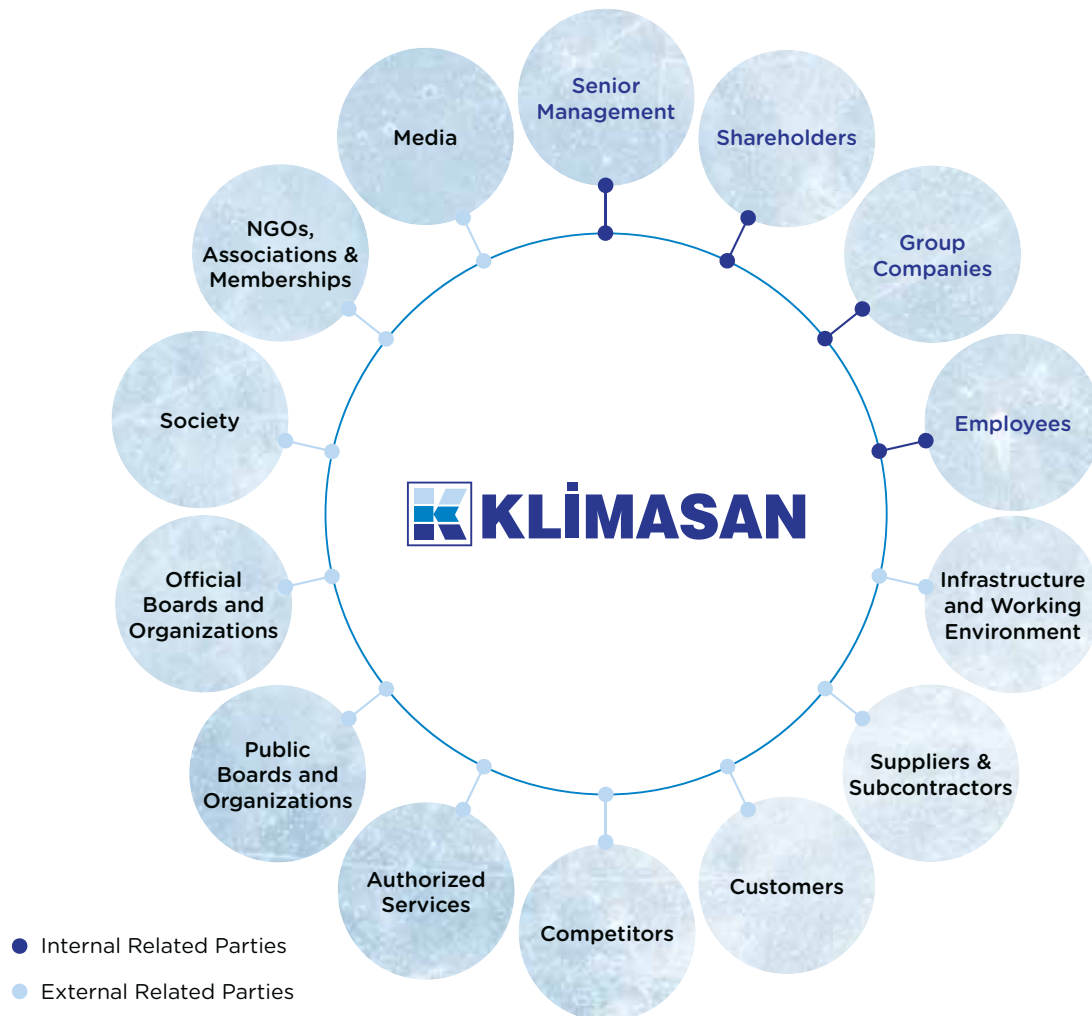 Senior
Management
Shareholders
Group
Companies
Employees
Infrastructure
and Working
Environment
Suppliers &
Subcontractors
Customers
Competitors
Authorized
Services
Public
Boards and
Organizations
Official
Boards and
Organizations
Society
NGOs,
Associations &
Memberships
Media
KLİMASAN
Internal Related Parties
External Related Parties